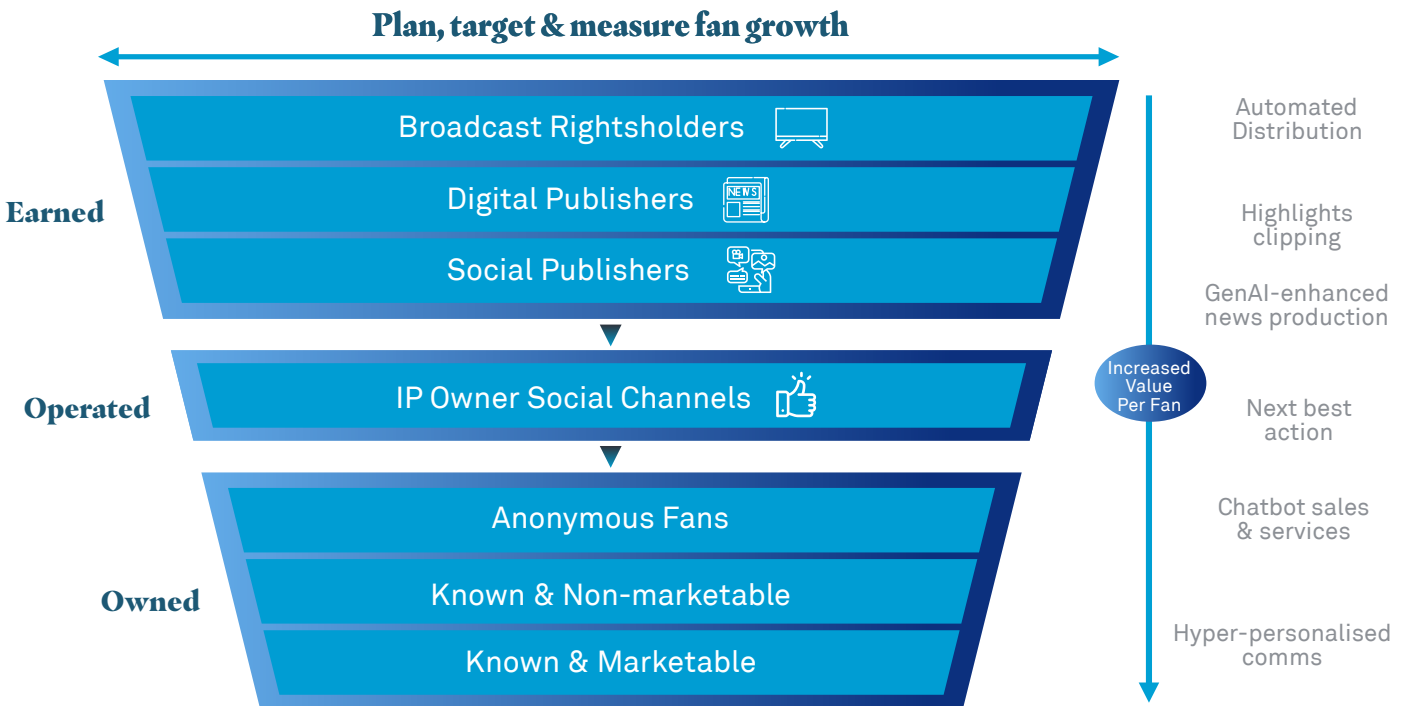 Plan, target & measure fan growth
Earned
Broadcast Rightsholders
Digital Publishers
NEWS
Social Publishers
Operated
IP Owner Social Channels
Owned
Anonymous Fans
Known & Non-marketable
Known & Marketable
Increased
Value
Per Fan
Automated
Distribution
Highlights
clipping
GenAI-enhanced
news production
Next best
action
Chatbot sales
& services
Hyper-personalised
comms